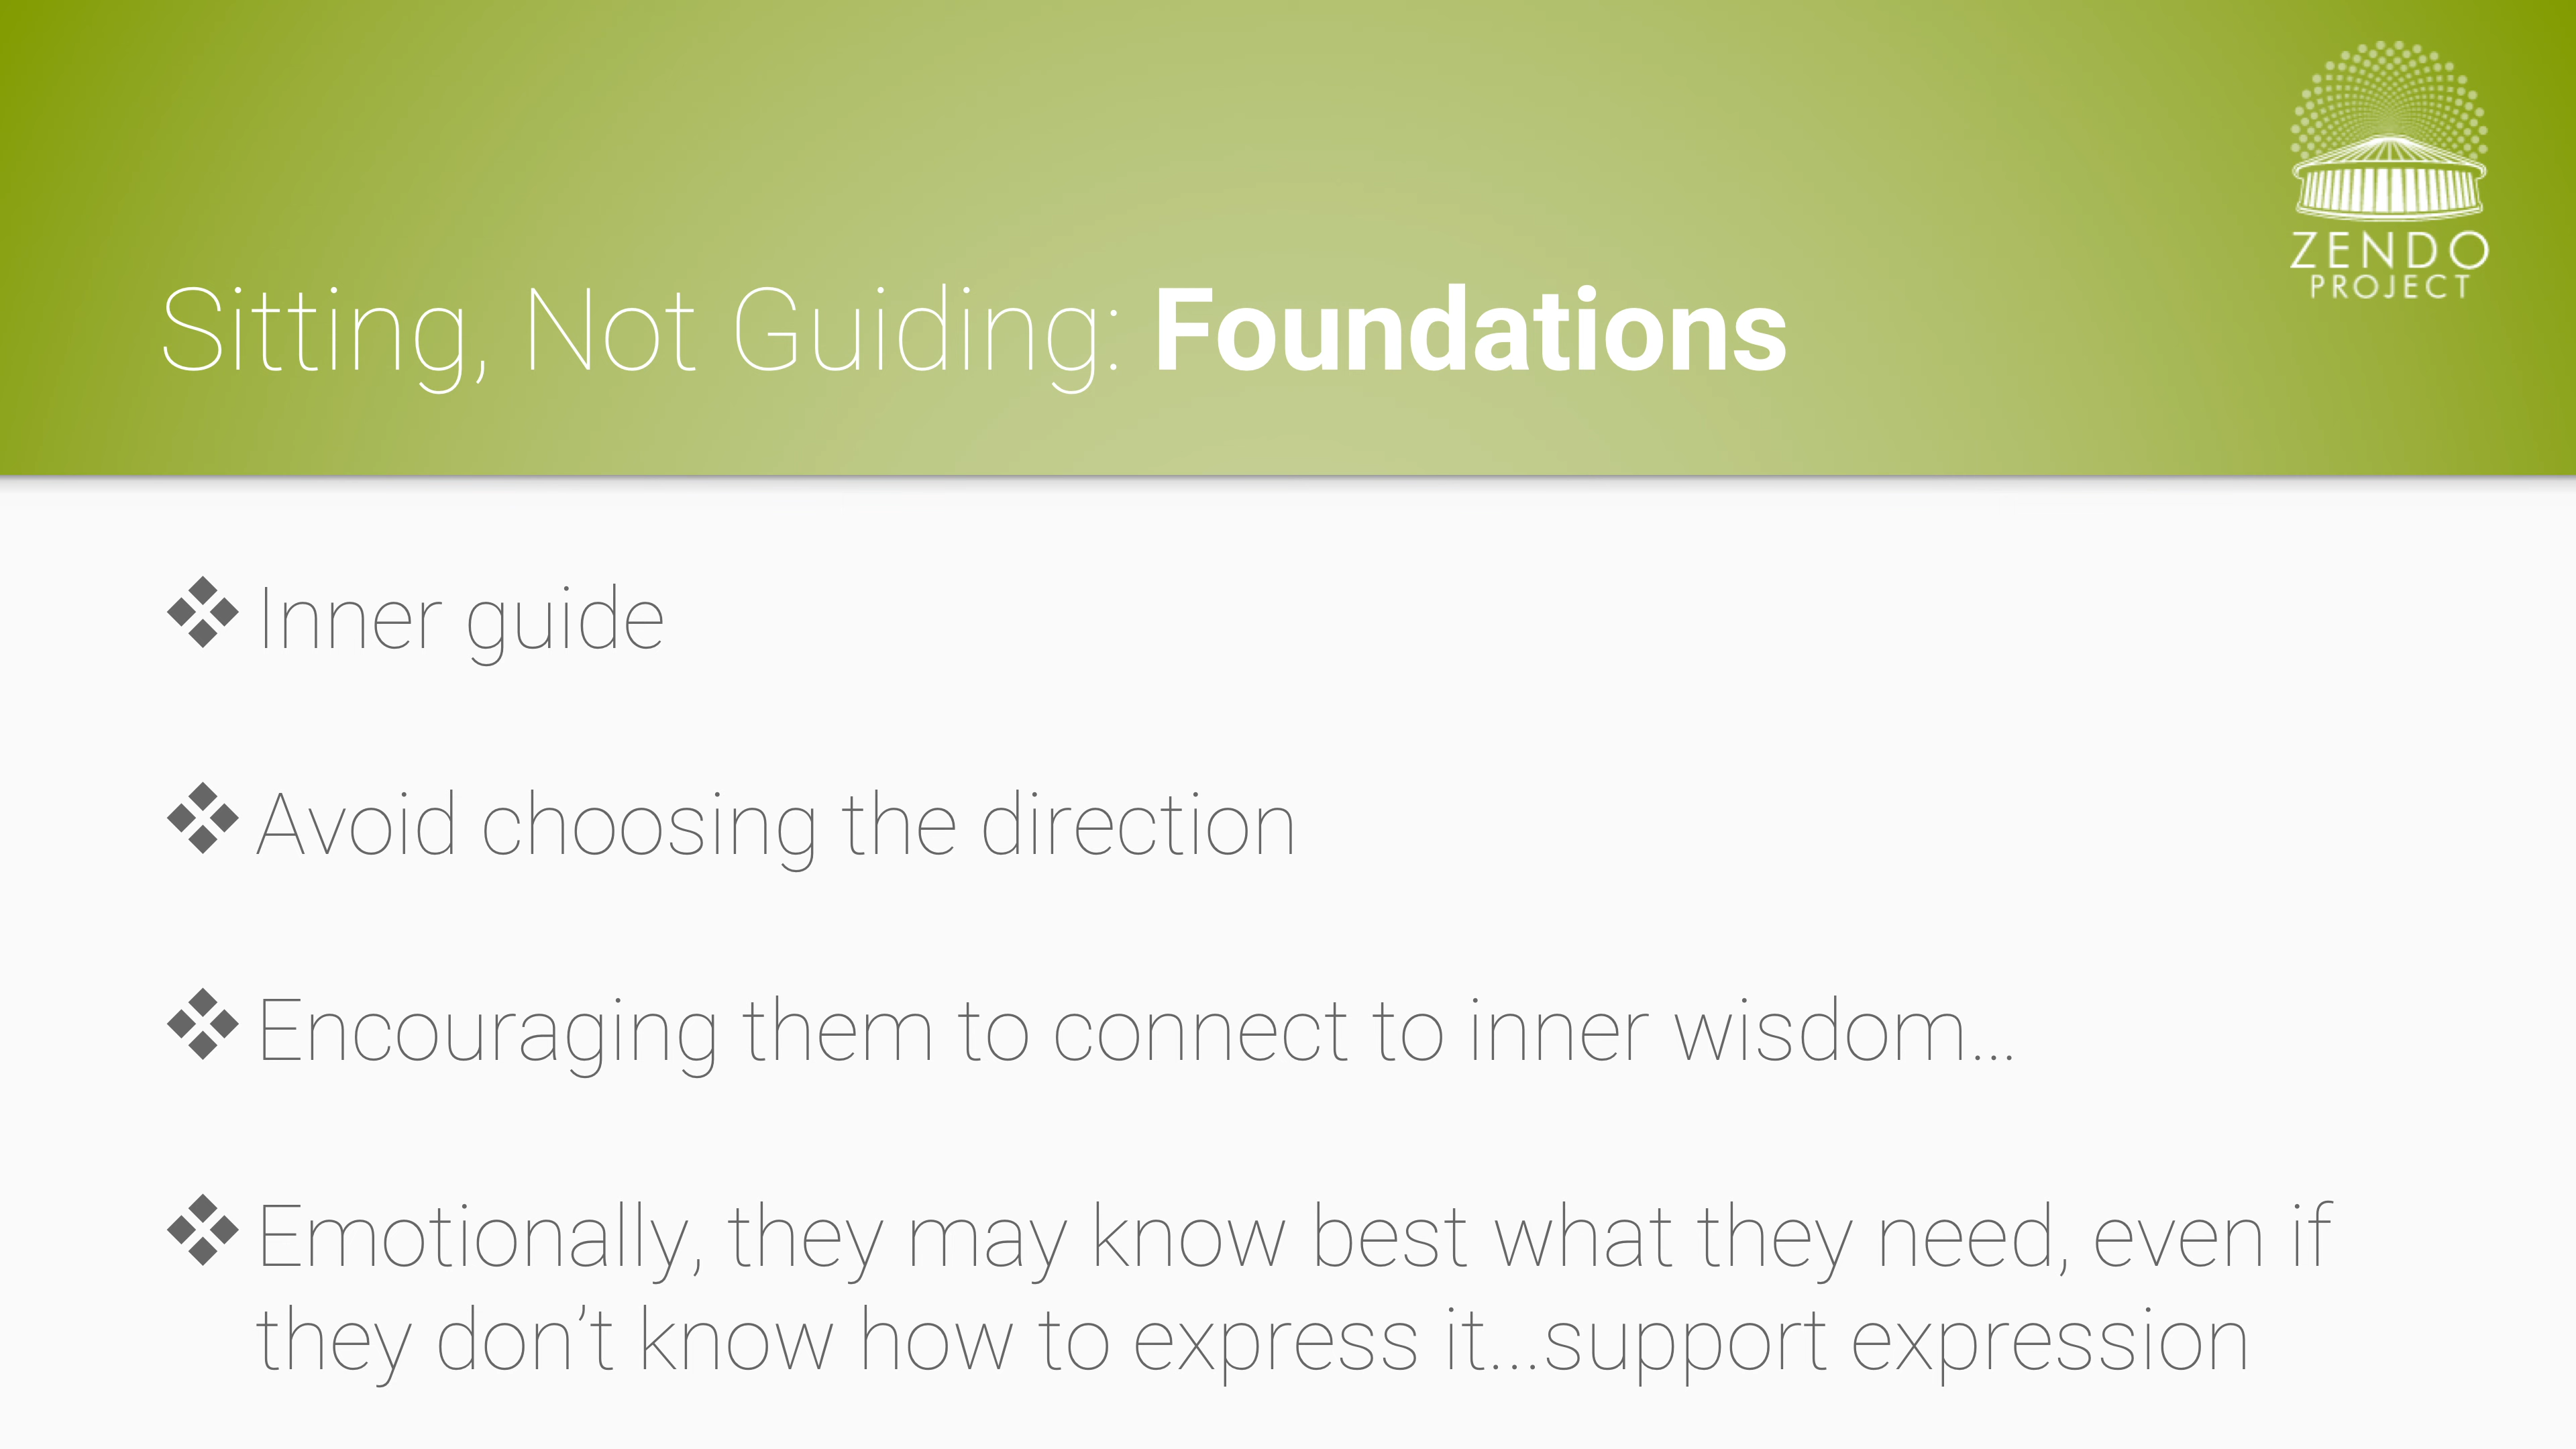 ZENDO
PROJECT
Sitting, Not Guiding: Foundations
❖ Inner guide
❖ Avoid choosing the direction
❖ Encouraging them to connect to inner wisdom...
❖ Emotionally, they may know best what they need, even if
they don’t know how to express it...support expression